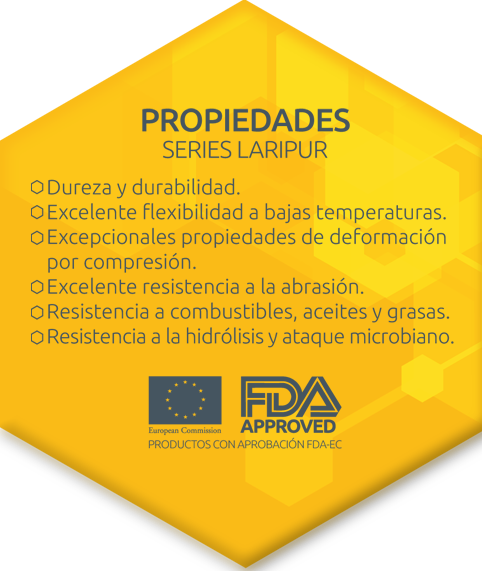 PROPIEDADES
SERIES LARIPUR
Dureza y durabilidad.
Excelente flexibilidad a bajas temperaturas.
Excepcionales propiedades de deformación
por compresión.
Excelente resistencia a la abrasión.
Resistencia a combustibles, aceites y grasas.
Resistencia a la hidrólisis y ataque microbiano.
European Commission
FDA
APPROVED
PRODUCTOS CON APROBACIÓN FDA-EC